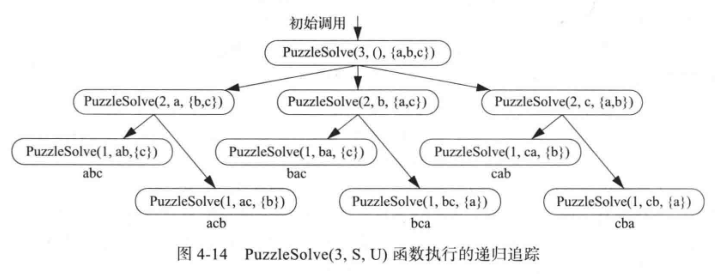 初始调用
PuzzleSolve(3, (), {a,b,c})
PuzzleSolve(2, a, {b,c})
PuzzleSolve(2, b, {a,c})
PuzzleSolve(2, c, {a,b})
PuzzleSolve(1, ab,{c})
PuzzleSolve(1, ba, {c})
PuzzleSolve(1, ca, {b})
abc
bac
cab
PuzzleSolve(1, ac, {b})
PuzzleSolve(1, bc, {a})
PuzzleSolve(1, cb, {a})
acb
bca
cba
图 4-14 PuzzleSolve(3, S, U) 函数执行的递归追踪